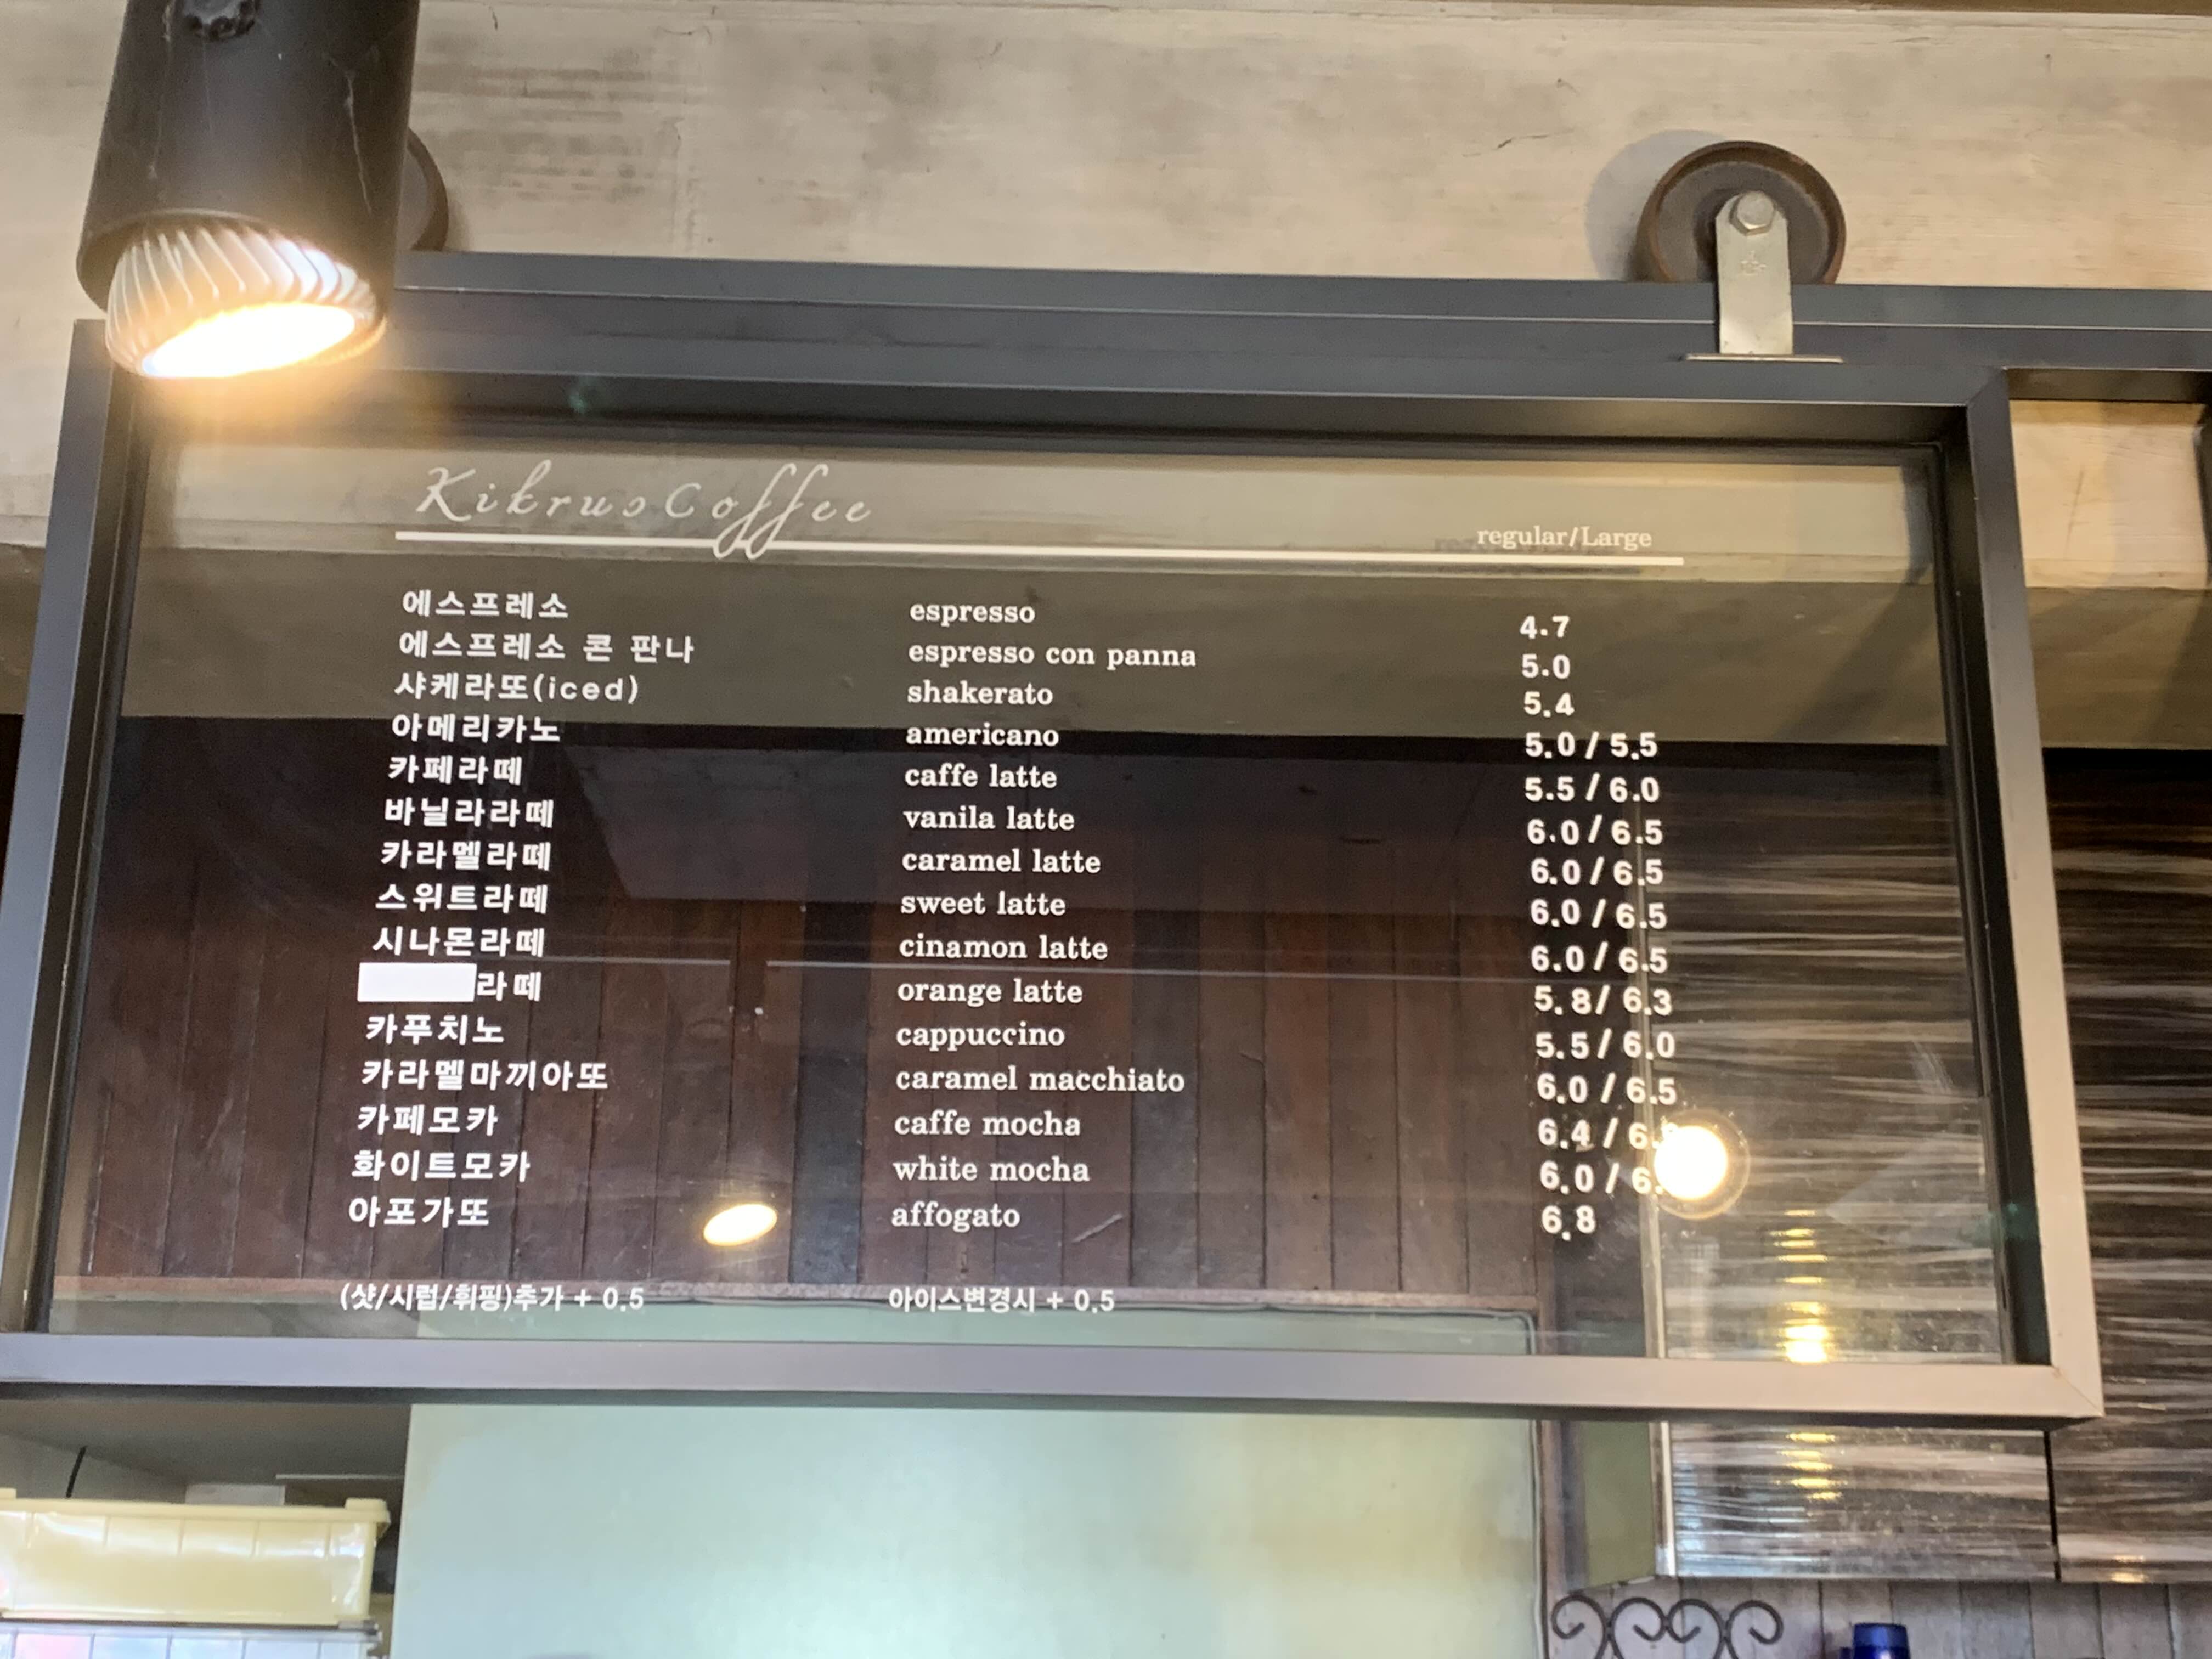 Kikrus Coffee
regular/Large
에스프레소 espresso 4.7
에스프레소 콘 판나 espresso con panna 5.0
샤케라또(iced) shakerato 5.4
아메리카노 americano 5.0 / 5.5
카페라떼 caffe latte 5.5 / 6.0
바닐라라떼 vanila latte 6.0 / 6.5
카라멜라떼 caramel latte 6.0 / 6.5
스위트라떼 sweet latte 6.0 / 6.5
시나몬라떼 cinamon latte 6.0 / 6.5
라떼 orange latte 5.8/ 6.3
카푸치노 cappuccino 5.5 / 6.0
카라멜마끼아또 caramel macchiato 6.0 / 6.5
카페모카 caffe mocha 6.4 /
화이트모카 white mocha 6.0 /
아포가또 affogato 6.8
(샷/시럽/휘핑)추가 + 0.5 아이스변경시 + 0.5